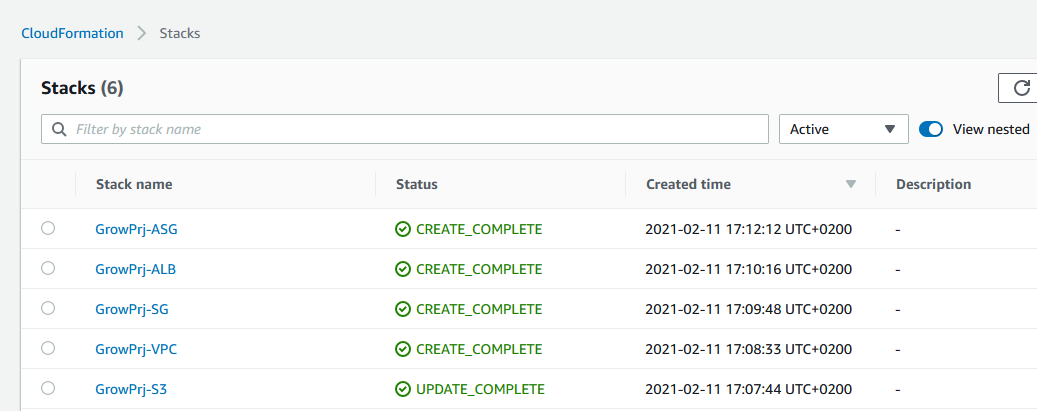 CloudFormation > Stacks
Stacks (6)
Filter by stack name Active View nested
Stack name Status Created time Description
GrowPrj-ASG CREATE_COMPLETE 2021-02-11 17:12:12 UTC+0200 -
GrowPrj-ALB CREATE_COMPLETE 2021-02-11 17:10:16 UTC+0200 -
GrowPrj-SG CREATE_COMPLETE 2021-02-11 17:09:48 UTC+0200 -
GrowPrj-VPC CREATE_COMPLETE 2021-02-11 17:08:33 UTC+0200 -
GrowPrj-S3 UPDATE_COMPLETE 2021-02-11 17:07:44 UTC+0200 -